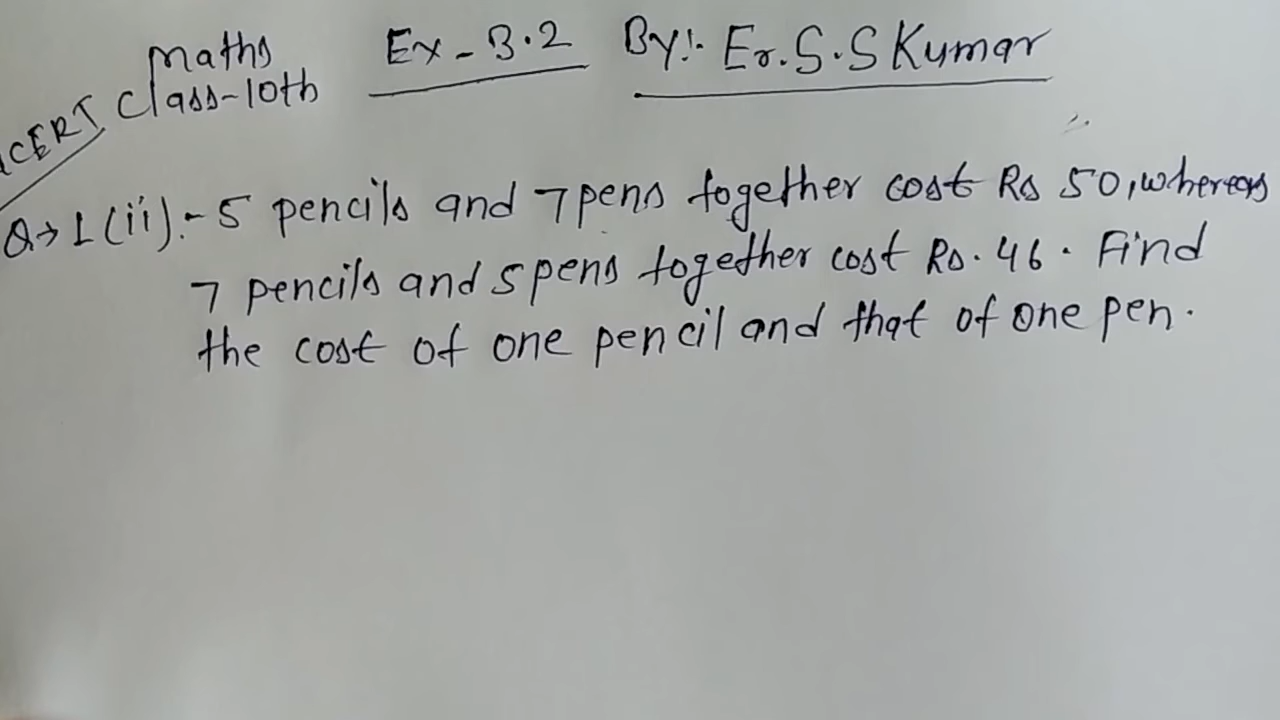 Maths Ex-3.2 By:- Er.S.S Kumar
Class-10th
NCERT
Q→1(ii):- 5 pencils and 7 pens together cost Rs 50, whereas
7 pencils and 5 pens together cost Rs. 46. Find
the cost of one pencil and that of one pen.